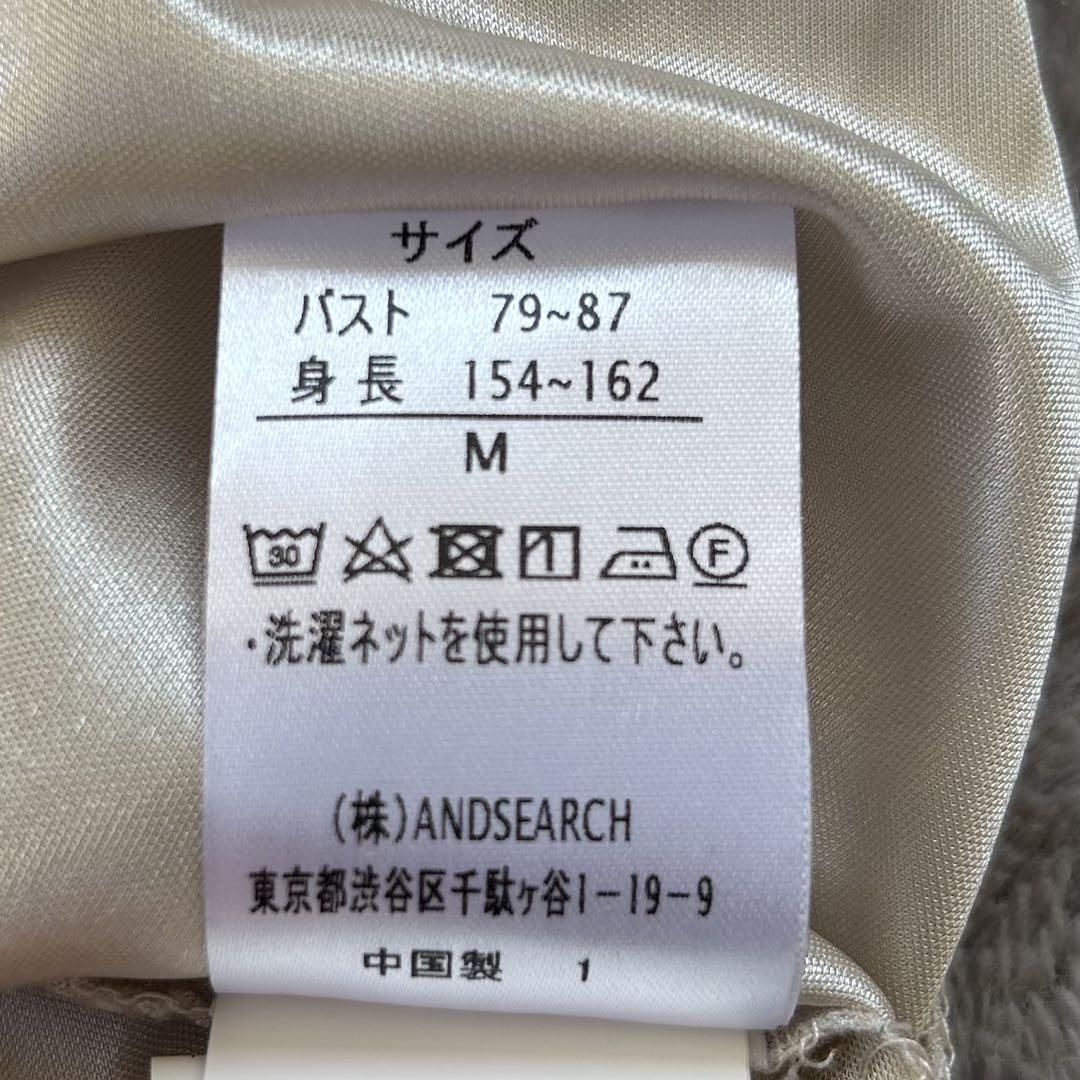 サイズ
バスト 79~87
身長 154~162
M
30 F
・洗濯ネットを使用して下さい。
(株)ANDSEARCH
東京都渋谷区千駄ヶ谷1-19-9
中国製 1